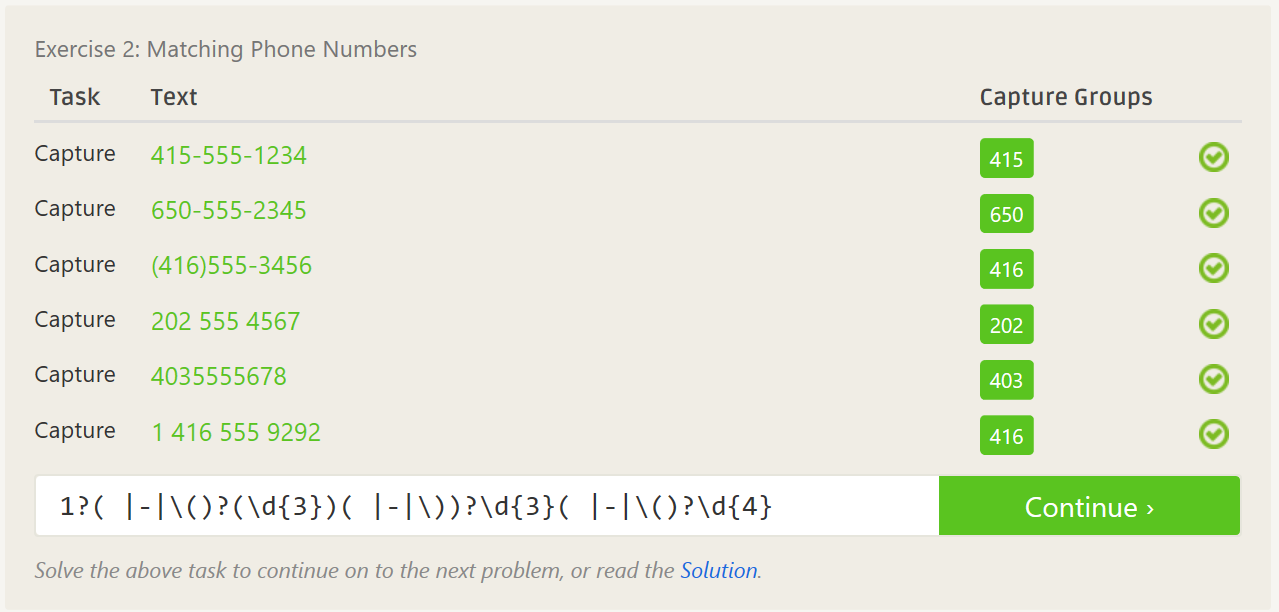 Exercise 2: Matching Phone Numbers
Task Text Capture Groups
Capture 415-555-1234 415
Capture 650-555-2345 650
Capture (416)555-3456 416
Capture 202 555 4567 202
Capture 4035555678 403
Capture 1 416 555 9292 416
1?( |-|\()?(\d{3})( |-|\))?\d{3}( |-|\()?\d{4} Continue ›
Solve the above task to continue on to the next problem, or read the Solution.